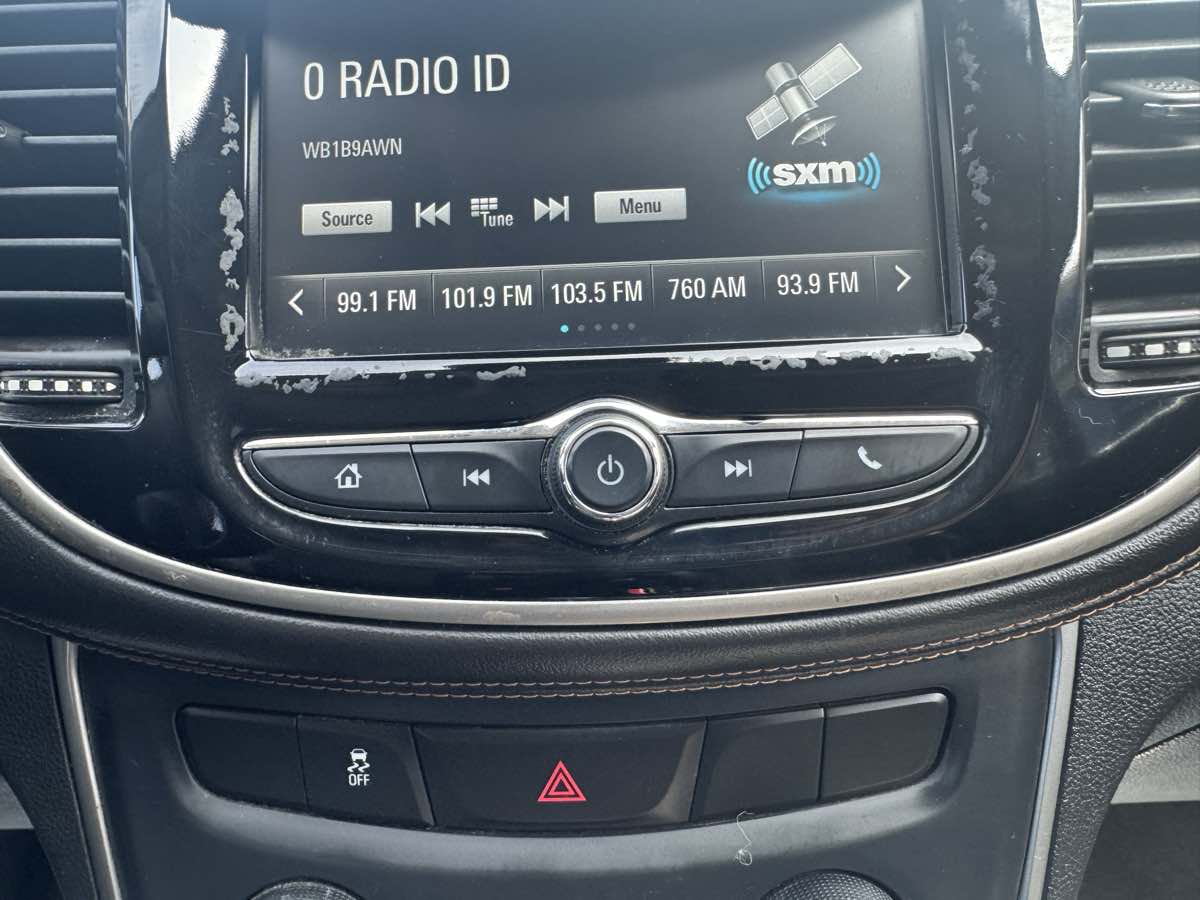 0 RADIO ID
WB1B9AWN
sxm
Source Tune Menu
99.1 FM 101.9 FM 103.5 FM 760 AM 93.9 FM
OFF